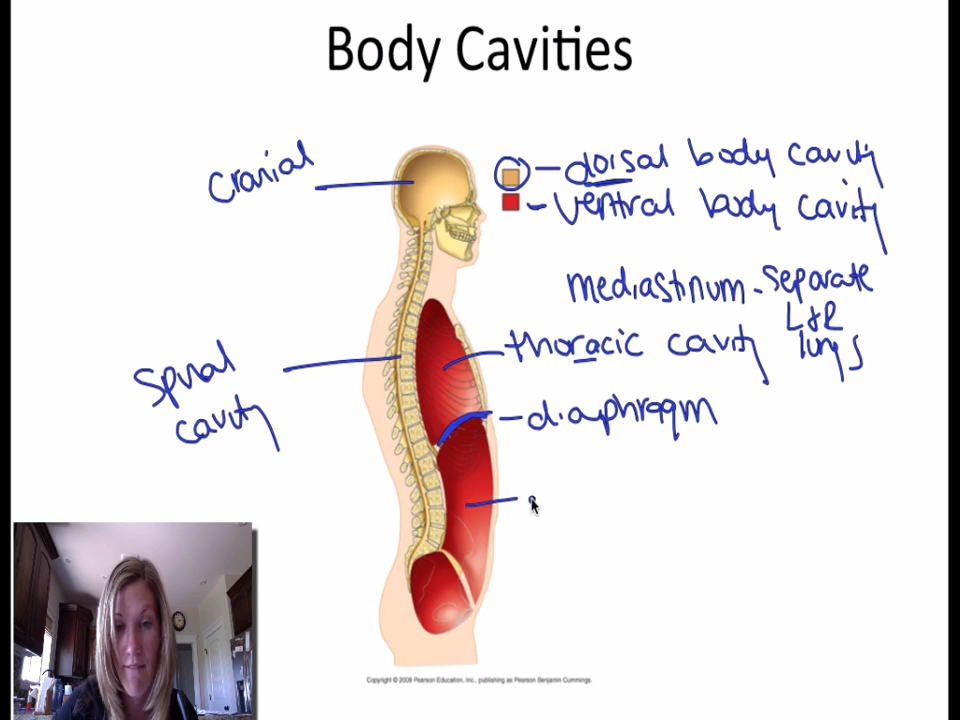 Body Cavities
Cranial
dorsal body cavity
ventral body cavity
mediastinum - separate
L & R
lungs
thoracic cavity
Spinal
cavity
diaphragm
Copyright © 2009 Pearson Education, Inc., publishing as Pearson Benjamin Cummings.